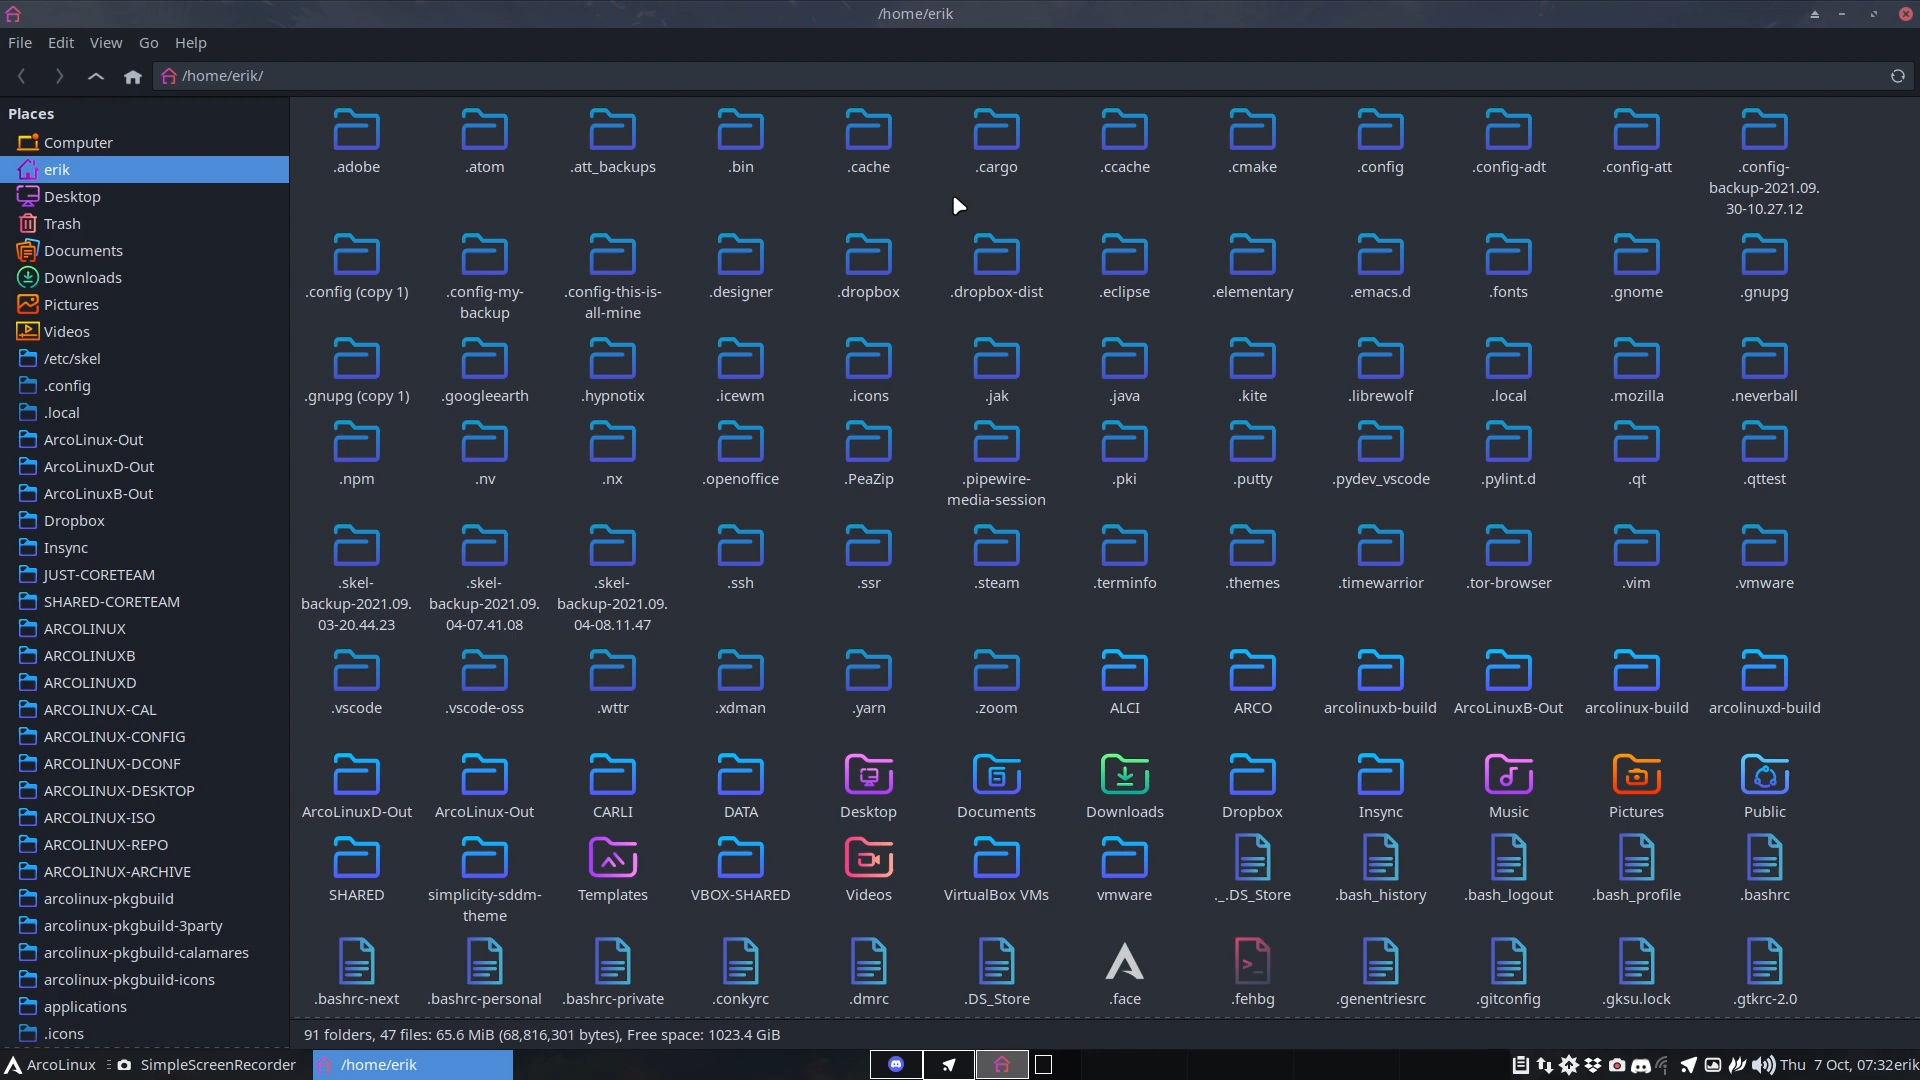 /home/erik
File Edit View Go Help
/home/erik/
Places
Computer
erik
Desktop
Trash
Documents
Downloads
Pictures
Videos
/etc/skel
.config
.local
ArcoLinux-Out
ArcoLinuxD-Out
ArcoLinuxB-Out
Dropbox
Insync
JUST-CORETEAM
SHARED-CORETEAM
ARCOLINUX
ARCOLINUXB
ARCOLINUXD
ARCOLINUX-CAL
ARCOLINUX-CONFIG
ARCOLINUX-DCONF
ARCOLINUX-DESKTOP
ARCOLINUX-ISO
ARCOLINUX-REPO
ARCOLINUX-ARCHIVE
arcolinux-pkgbuild
arcolinux-pkgbuild-3party
arcolinux-pkgbuild-calamares
arcolinux-pkgbuild-icons
applications
.icons
.adobe .atom .att_backups .bin .cache .cargo .ccache .cmake .config .config-adt .config-att .config-
backup-2021.09.
30-10.27.12
.config (copy 1) .config-my- .config-this-is- .designer .dropbox .dropbox-dist .eclipse .elementary .emacs.d .fonts .gnome .gnupg
backup all-mine
.gnupg (copy 1) .googleearth .hypnotix .icewm .icons .jak .java .kite .librewolf .local .mozilla .neverball
.npm .nv .nx .openoffice .PeaZip .pipewire- .pki .putty .pydev_vscode .pylint.d .qt .qttest
media-session
.skel- .skel- .skel- .ssh .ssr .steam .terminfo .themes .timewarrior .tor-browser .vim .vmware
backup-2021.09. backup-2021.09. backup-2021.09.
03-20.44.23 04-07.41.08 04-08.11.47
.vscode .vscode-oss .wttr .xdman .yarn .zoom ALCI ARCO arcolinuxb-build ArcoLinuxB-Out arcolinux-build arcolinuxd-build
ArcoLinuxD-Out ArcoLinux-Out CARLI DATA Desktop Documents Downloads Dropbox Insync Music Pictures Public
SHARED simplicity-sddm- Templates VBOX-SHARED Videos VirtualBox VMs vmware ._.DS_Store .bash_history .bash_logout .bash_profile .bashrc
theme
.bashrc-next .bashrc-personal .bashrc-private .conkyrc .dmrc .DS_Store .face .fehbg .genentriesrc .gitconfig .gksu.lock .gtkrc-2.0
91 folders, 47 files: 65.6 MiB (68,816,301 bytes), Free space: 1023.4 GiB
ArcoLinux SimpleScreenRecorder /home/erik Thu 7 Oct, 07:32 erik